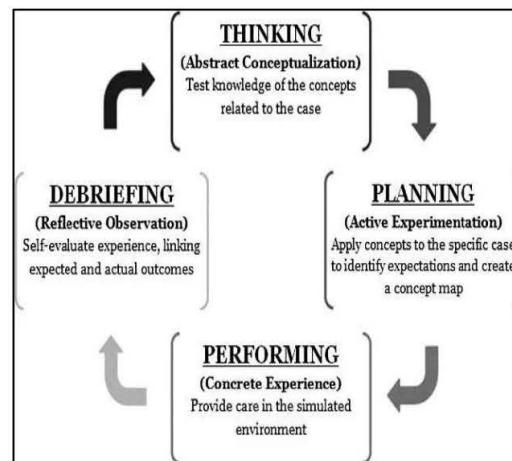 THINKING
(Abstract Conceptualization)
Test knowledge of the concepts
related to the case
DEBRIEFING
(Reflective Observation)
Self-evaluate experience, linking
expected and actual outcomes
PLANNING
(Active Experimentation)
Apply concepts to the specific case
to identify expectations and create
a concept map
PERFORMING
(Concrete Experience)
Provide care in the simulated
environment